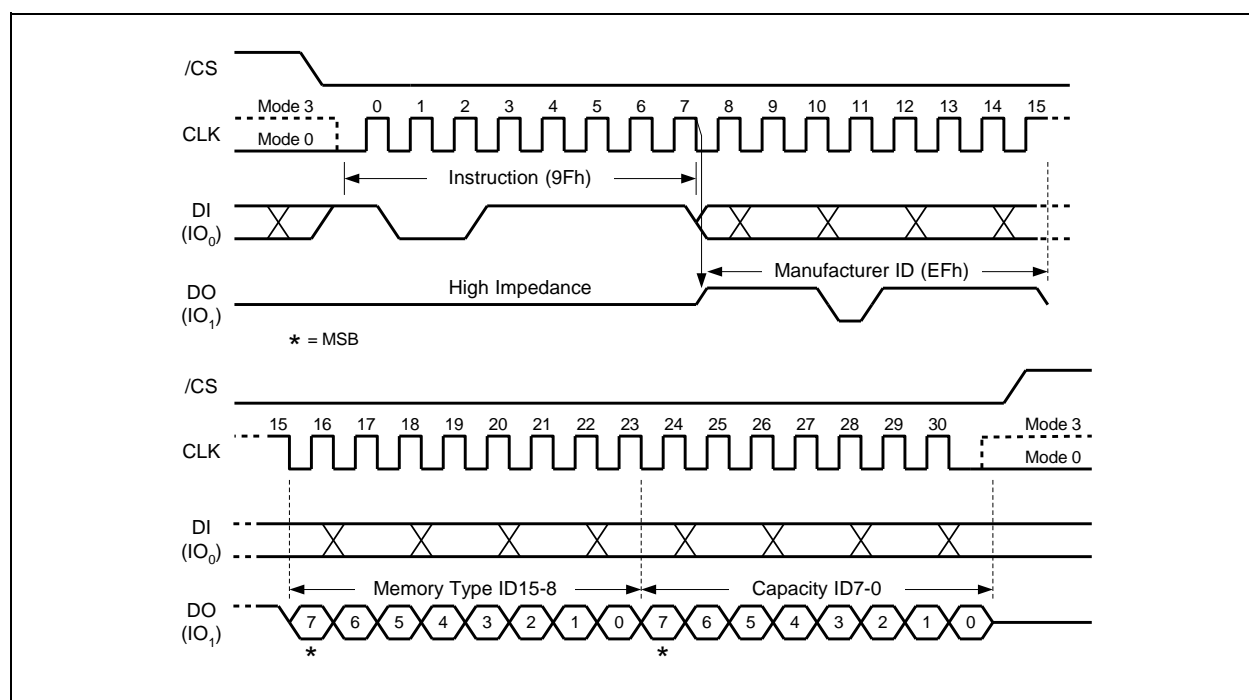 /CS
Mode 3 0 1 2 3 4 5 6 7 8 9 10 11 12 13 14 15
CLK
Mode 0
Instruction (9Fh)
DI
(IO0)
Manufacturer ID (EFh)
High Impedance
DO
(IO1)
* = MSB
/CS
15 16 17 18 19 20 21 22 23 24 25 26 27 28 29 30 Mode 3
CLK
Mode 0
DI
(IO0)
Memory Type ID15-8 Capacity ID7-0
DO 7 6 5 4 3 2 1 0 7 6 5 4 3 2 1 0
(IO1)
* *